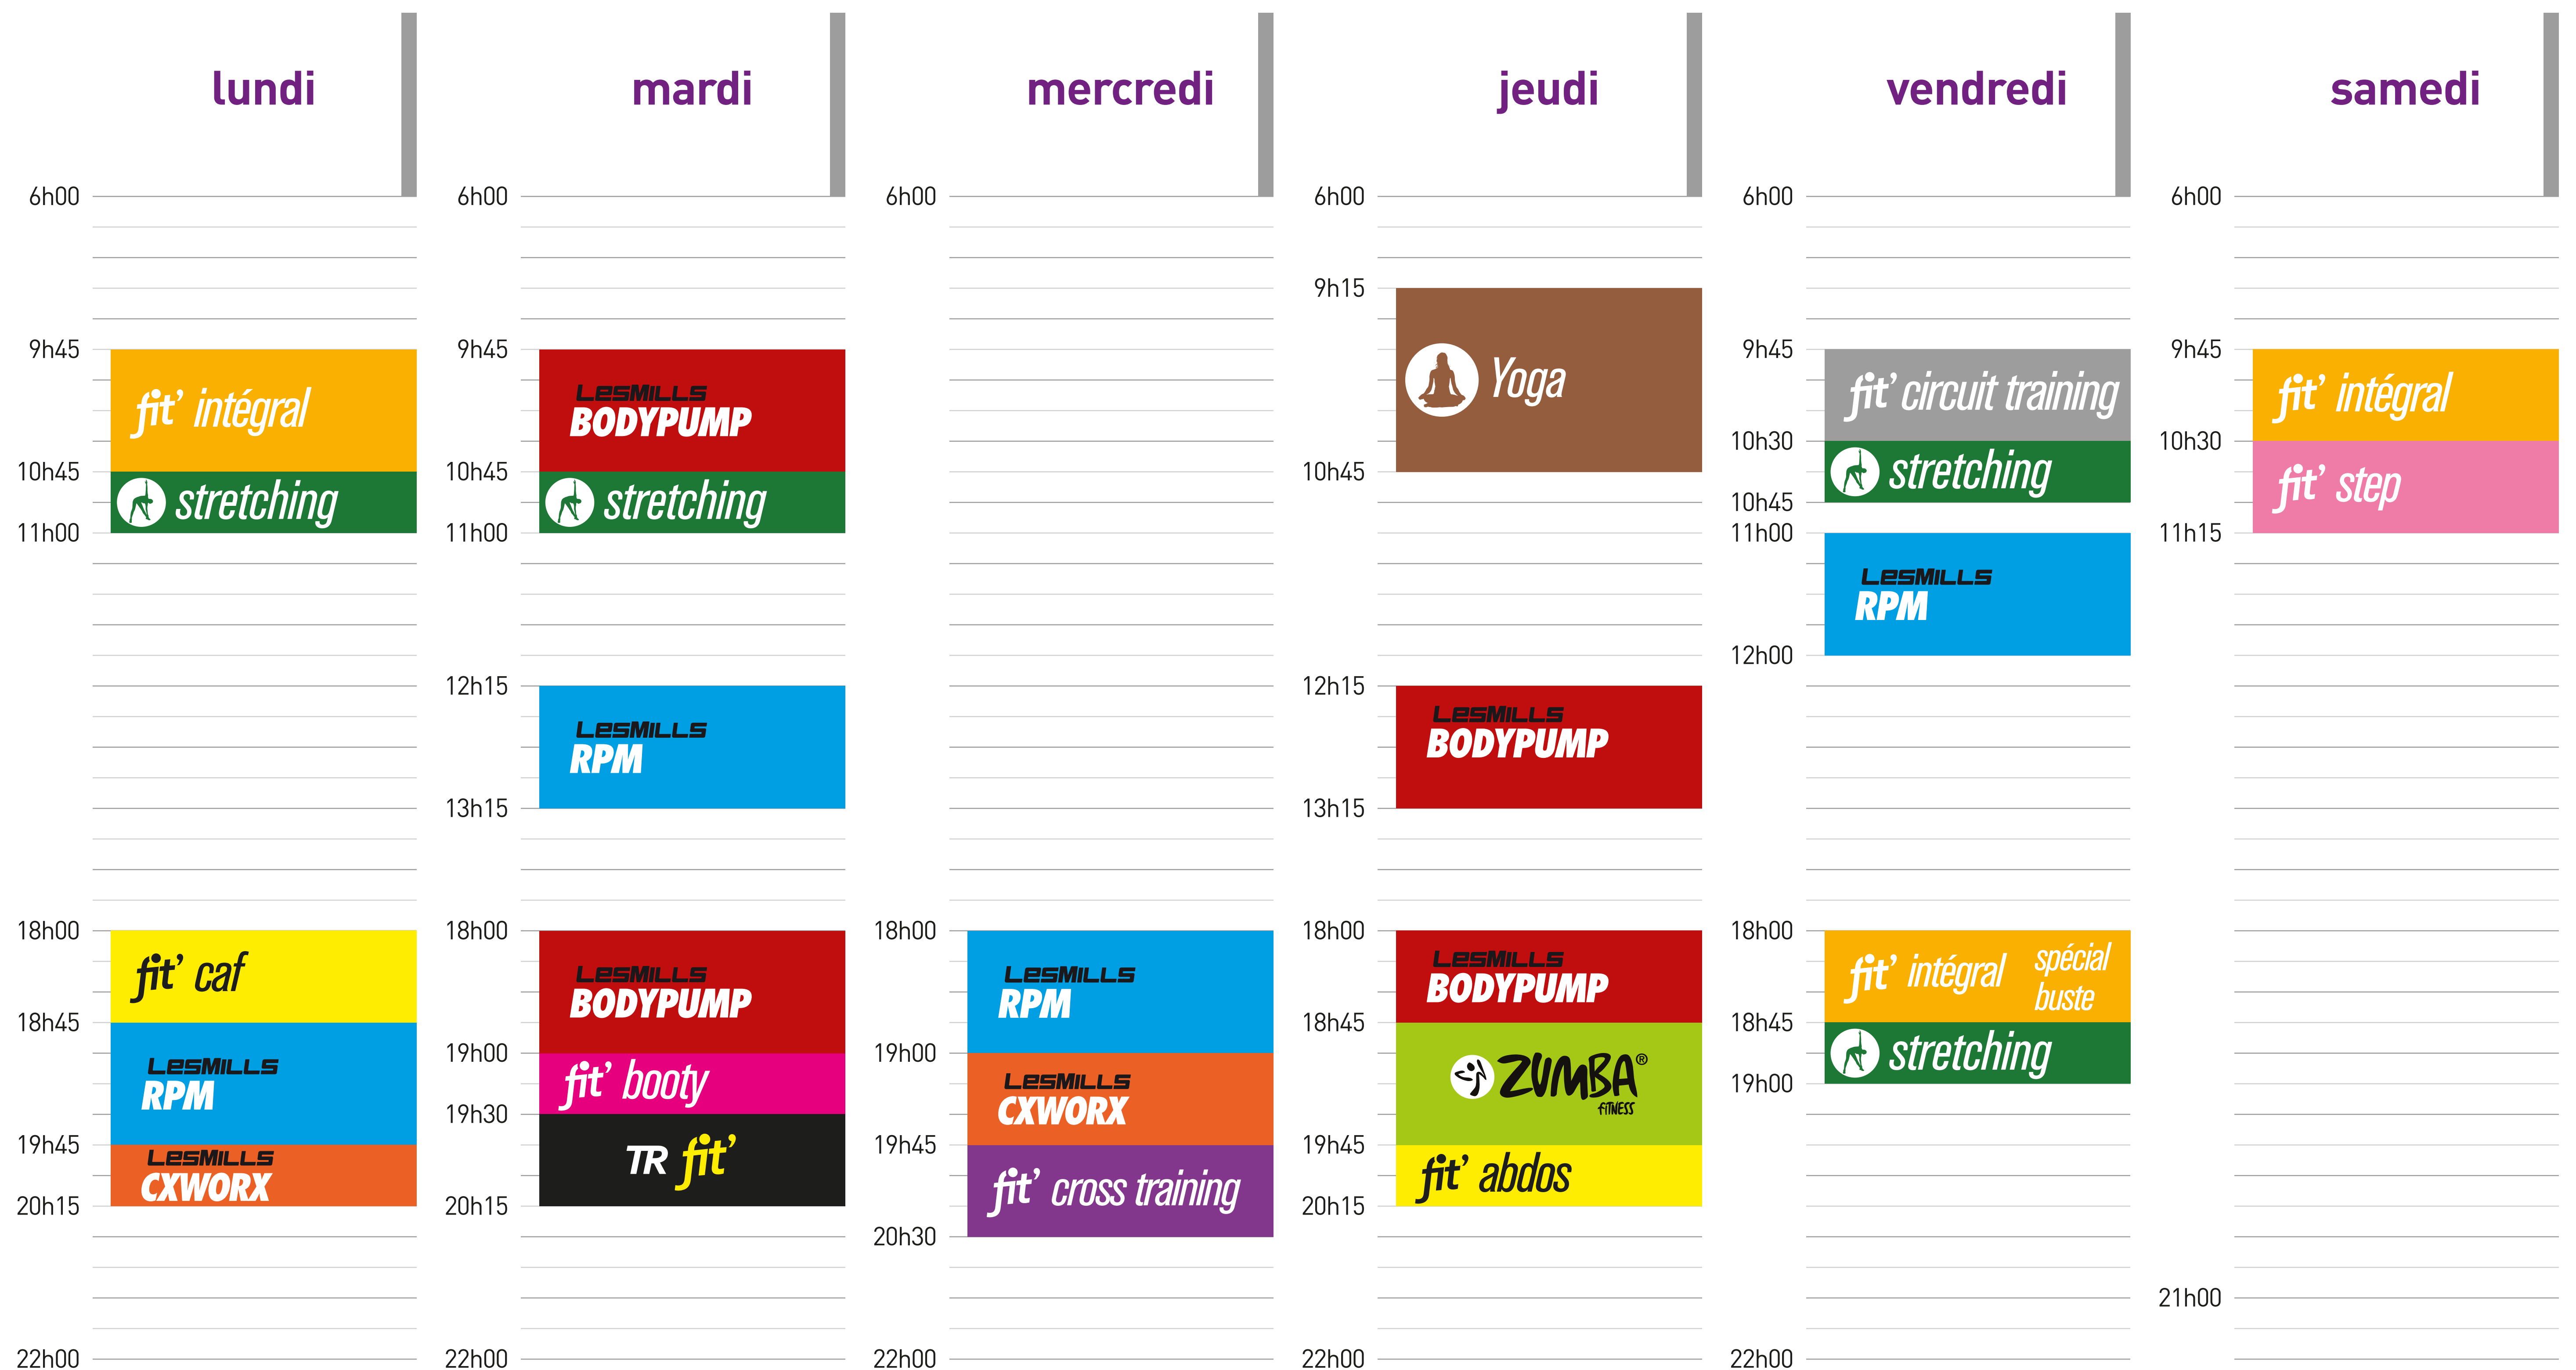 lundi
6h00
9h45
fit' intégral
10h45
stretching
11h00
18h00
fit' caf
18h45
LESMILLS
RPM
19h45
LESMILLS
CXWORX
20h15
22h00
mardi
6h00
9h45
LESMILLS
BODYPUMP
10h45
stretching
11h00
12h15
LESMILLS
RPM
13h15
18h00
LESMILLS
BODYPUMP
19h00
fit' booty
19h30
TR fit'
20h15
22h00
mercredi
6h00
18h00
LESMILLS
RPM
19h00
LESMILLS
CXWORX
19h45
fit' cross training
20h30
22h00
jeudi
6h00
9h15
Yoga
10h45
12h15
LESMILLS
BODYPUMP
13h15
18h00
LESMILLS
BODYPUMP
18h45
ZUMBA®
FITNESS
19h45
fit' abdos
20h15
22h00
vendredi
6h00
9h45
fit' circuit training
10h30
stretching
10h45
11h00
LESMILLS
RPM
12h00
18h00
fit' intégral spécial
buste
18h45
stretching
19h00
22h00
samedi
6h00
9h45
fit' intégral
10h30
fit' step
11h15
21h00